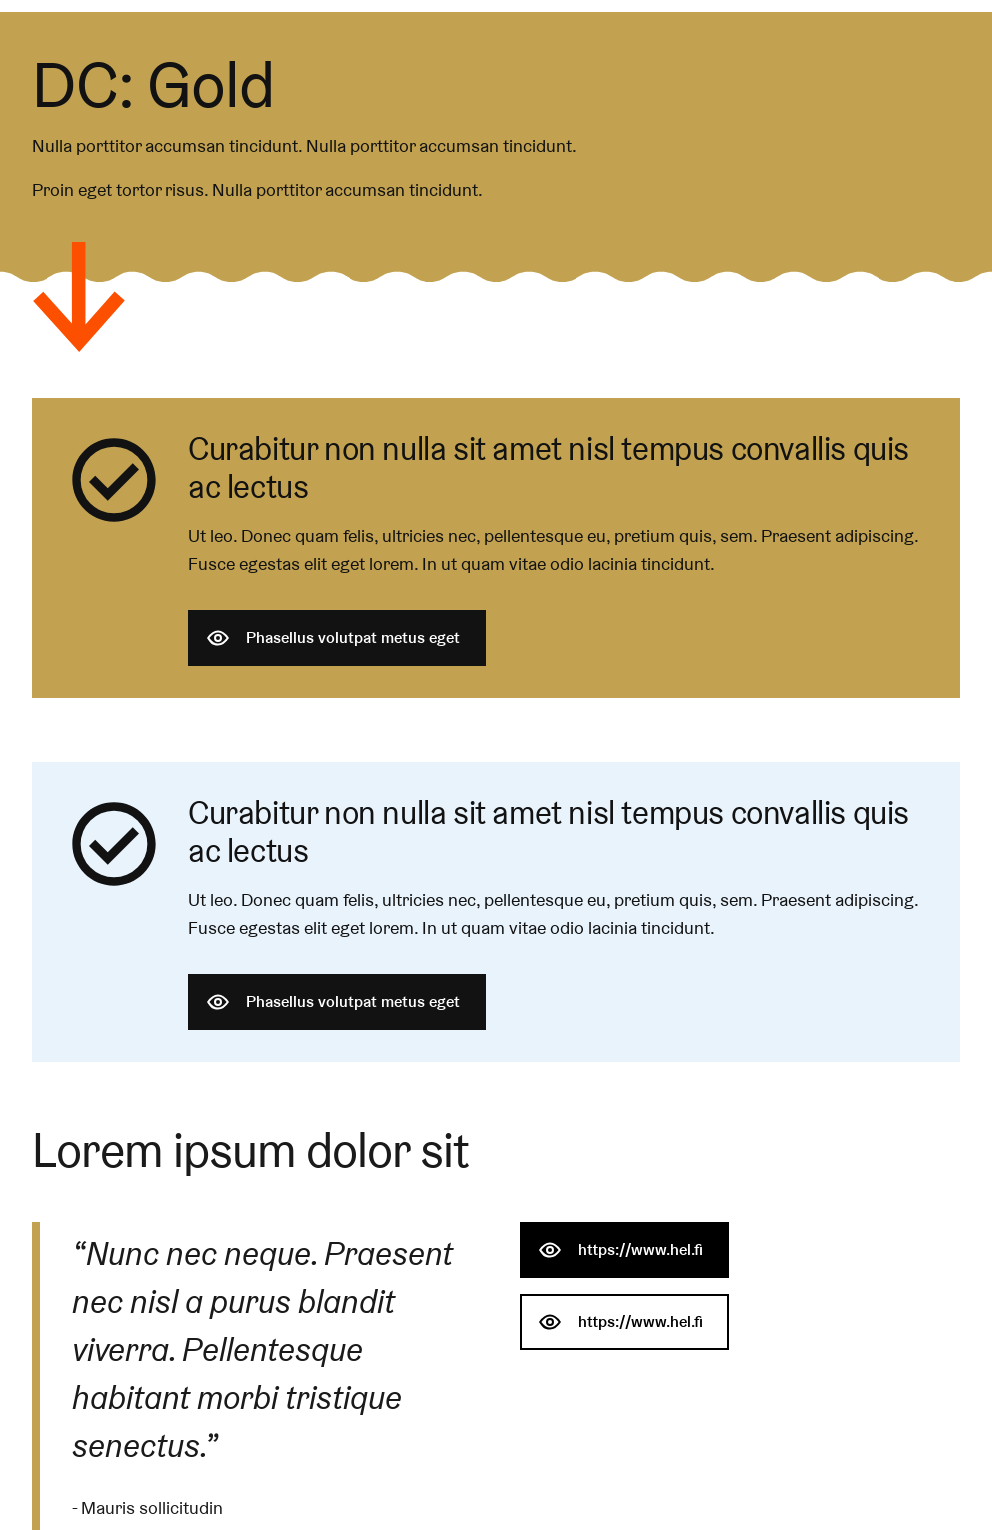 DC: Gold
Nulla porttitor accumsan tincidunt. Nulla porttitor accumsan tincidunt.
Proin eget tortor risus. Nulla porttitor accumsan tincidunt.
Curabitur non nulla sit amet nisl tempus convallis quis
ac lectus
Ut leo. Donec quam felis, ultricies nec, pellentesque eu, pretium quis, sem. Praesent adipiscing.
Fusce egestas elit eget lorem. In ut quam vitae odio lacinia tincidunt.
Phasellus volutpat metus eget
Curabitur non nulla sit amet nisl tempus convallis quis
ac lectus
Ut leo. Donec quam felis, ultricies nec, pellentesque eu, pretium quis, sem. Praesent adipiscing.
Fusce egestas elit eget lorem. In ut quam vitae odio lacinia tincidunt.
Phasellus volutpat metus eget
Lorem ipsum dolor sit
“Nunc nec neque. Praesent
nec nisl a purus blandit
viverra. Pellentesque
habitant morbi tristique
senectus.”
- Mauris sollicitudin
https://www.hel.fi
https://www.hel.fi